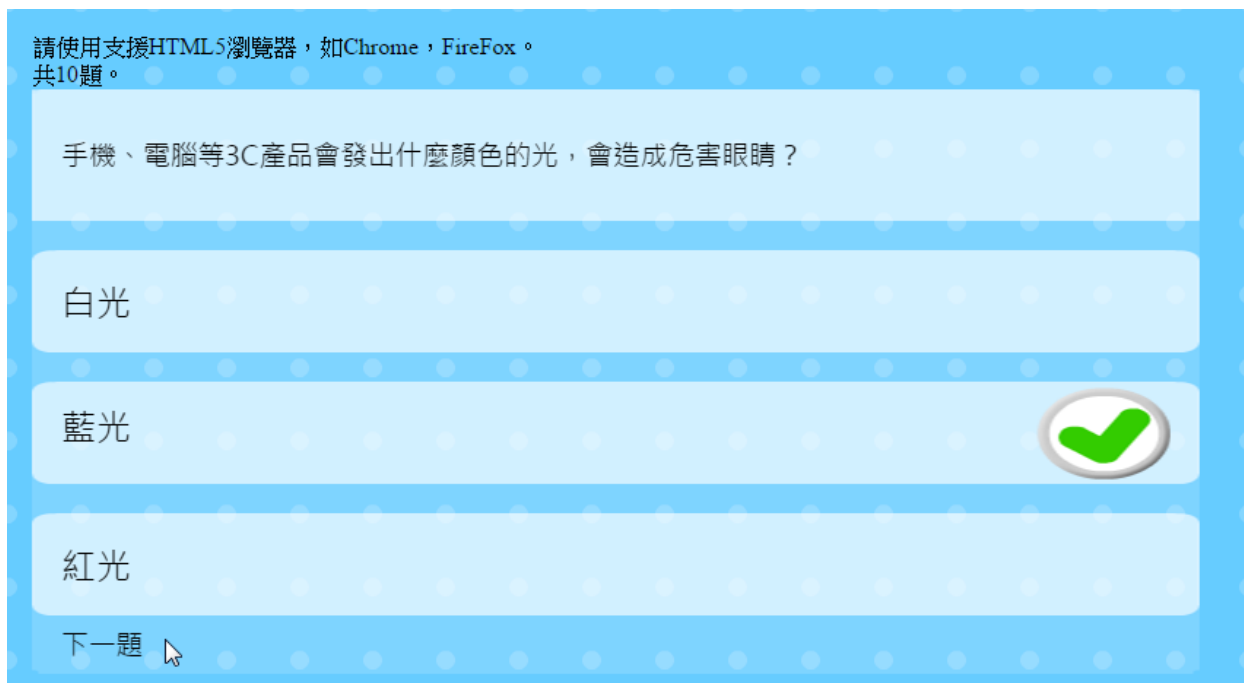 請使用支援HTML5瀏覽器，如Chrome，FireFox。
共10題。
手機、電腦等3C產品會發出什麼顏色的光，會造成危害眼睛？
白光
藍光
紅光
下一題